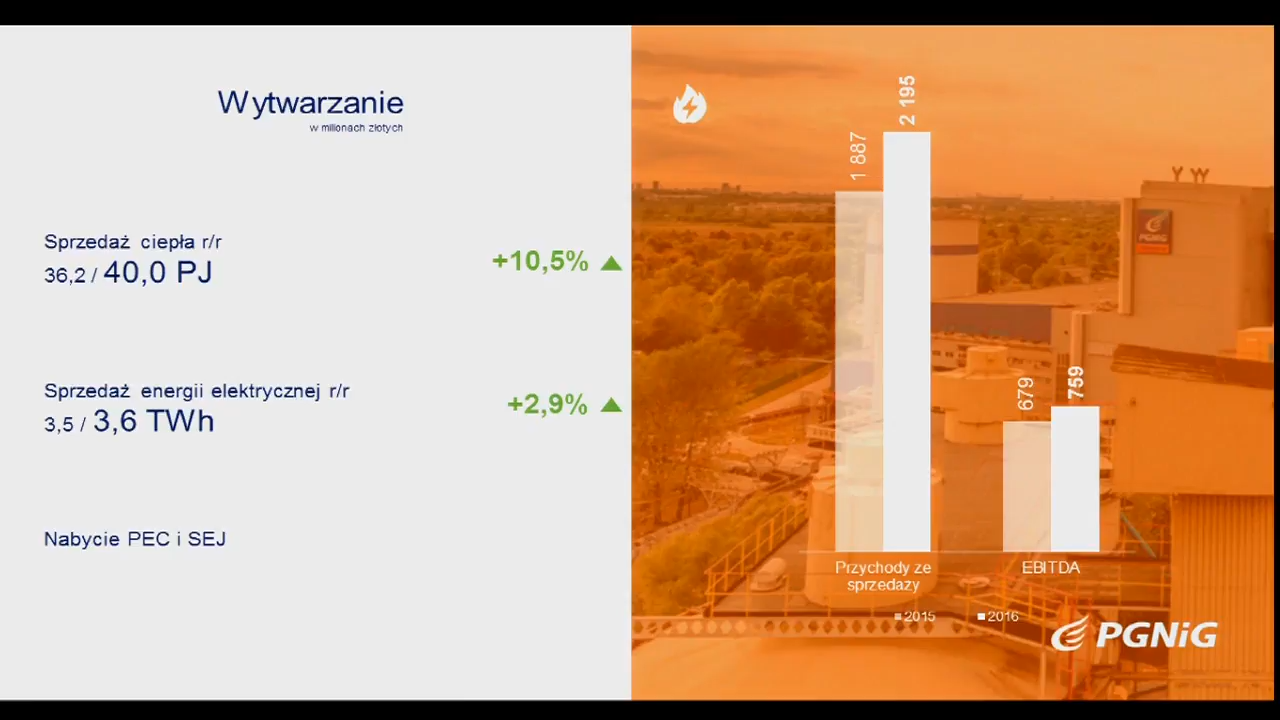 Wytwarzanie
w milionach złotych
Sprzedaż ciepła r/r
36,2 / 40,0 PJ
+10,5%
Sprzedaż energii elektrycznej r/r
3,5 / 3,6 TWh
+2,9%
Nabycie PEC i SEJ
1 887
2 195
679
759
Przychody ze
sprzedaży
EBITDA
2015
2016
PGNiG
PGNiG